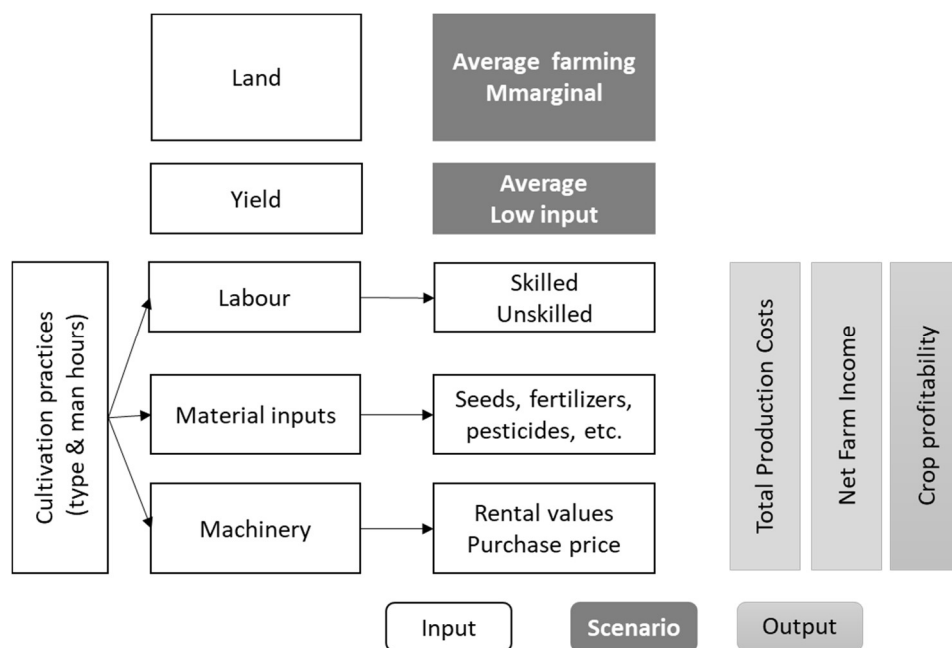 Land
Average farming
Mmarginal
Yield
Average
Low input
Cultivation practices
(type & man hours)
Labour
Skilled
Unskilled
Material inputs
Seeds, fertilizers,
pesticides, etc.
Machinery
Rental values
Purchase price
Total Production Costs
Net Farm Income
Crop profitability
Input
Scenario
Output